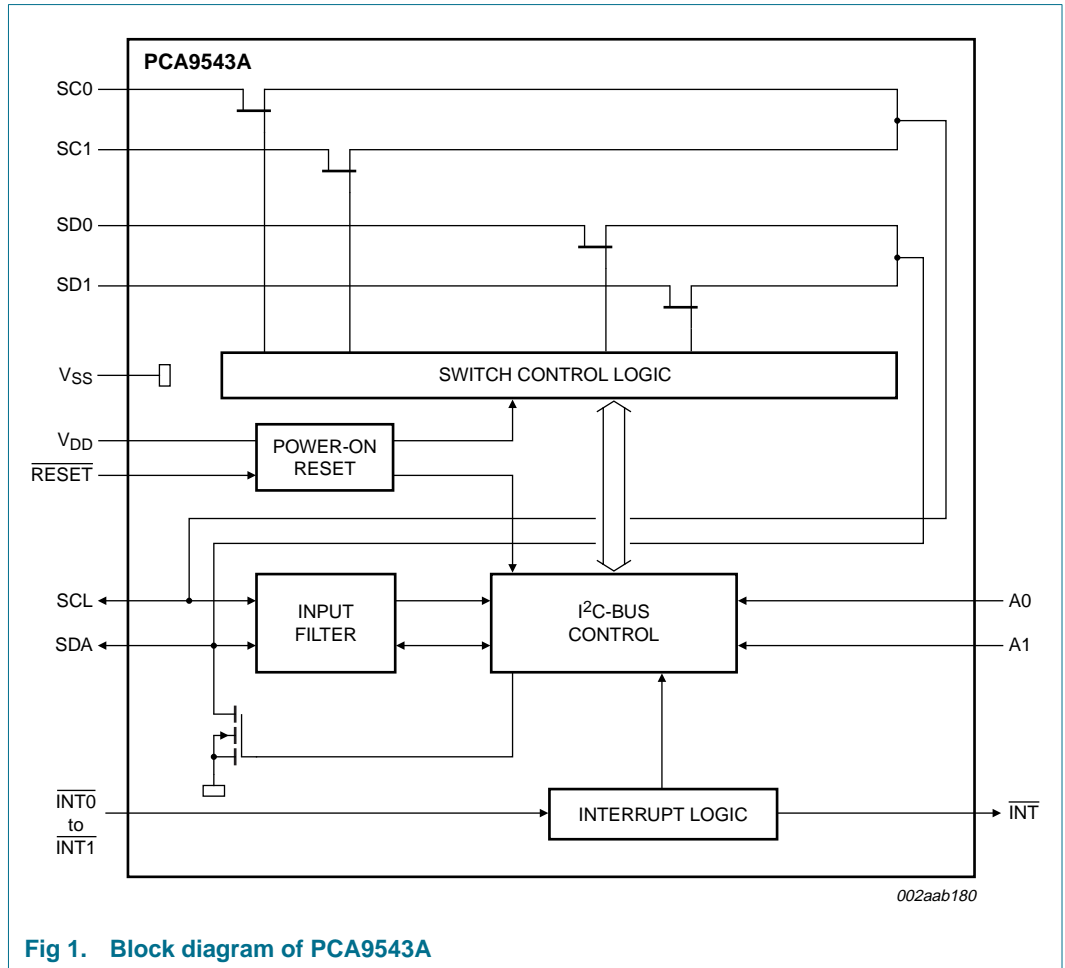 PCA9543A
SC0
SC1
SD0
SD1
VSS
SWITCH CONTROL LOGIC
VDD
POWER-ON
RESET
RESET
SCL
SDA
INPUT
FILTER
I2C-BUS
CONTROL
A0
A1
INT0
to
INT1
INTERRUPT LOGIC
INT
002aab180
Fig 1. Block diagram of PCA9543A